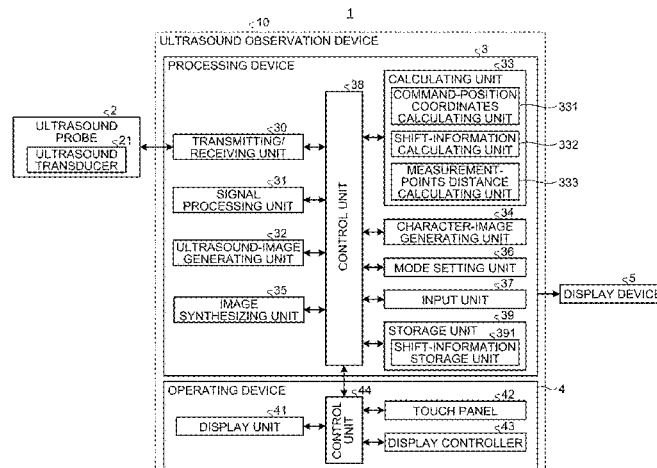 1
10
ULTRASOUND OBSERVATION DEVICE
3
PROCESSING DEVICE
38
33
CALCULATING UNIT
COMMAND-POSITION
COORDINATES
CALCULATING UNIT
331
SHIFT-INFORMATION
CALCULATING UNIT
332
MEASUREMENT-
POINTS DISTANCE
CALCULATING UNIT
333
2
ULTRASOUND
PROBE
21
ULTRASOUND
TRANSDUCER
30
TRANSMITTING/
RECEIVING UNIT
31
SIGNAL
PROCESSING UNIT
32
ULTRASOUND-IMAGE
GENERATING UNIT
35
IMAGE
SYNTHESIZING UNIT
CONTROL UNIT
34
CHARACTER-IMAGE
GENERATING UNIT
36
MODE SETTING UNIT
37
INPUT UNIT
39
STORAGE UNIT
391
SHIFT-INFORMATION
STORAGE UNIT
5
DISPLAY DEVICE
OPERATING DEVICE
44
4
41
DISPLAY UNIT
CONTROL
UNIT
42
TOUCH PANEL
43
DISPLAY CONTROLLER